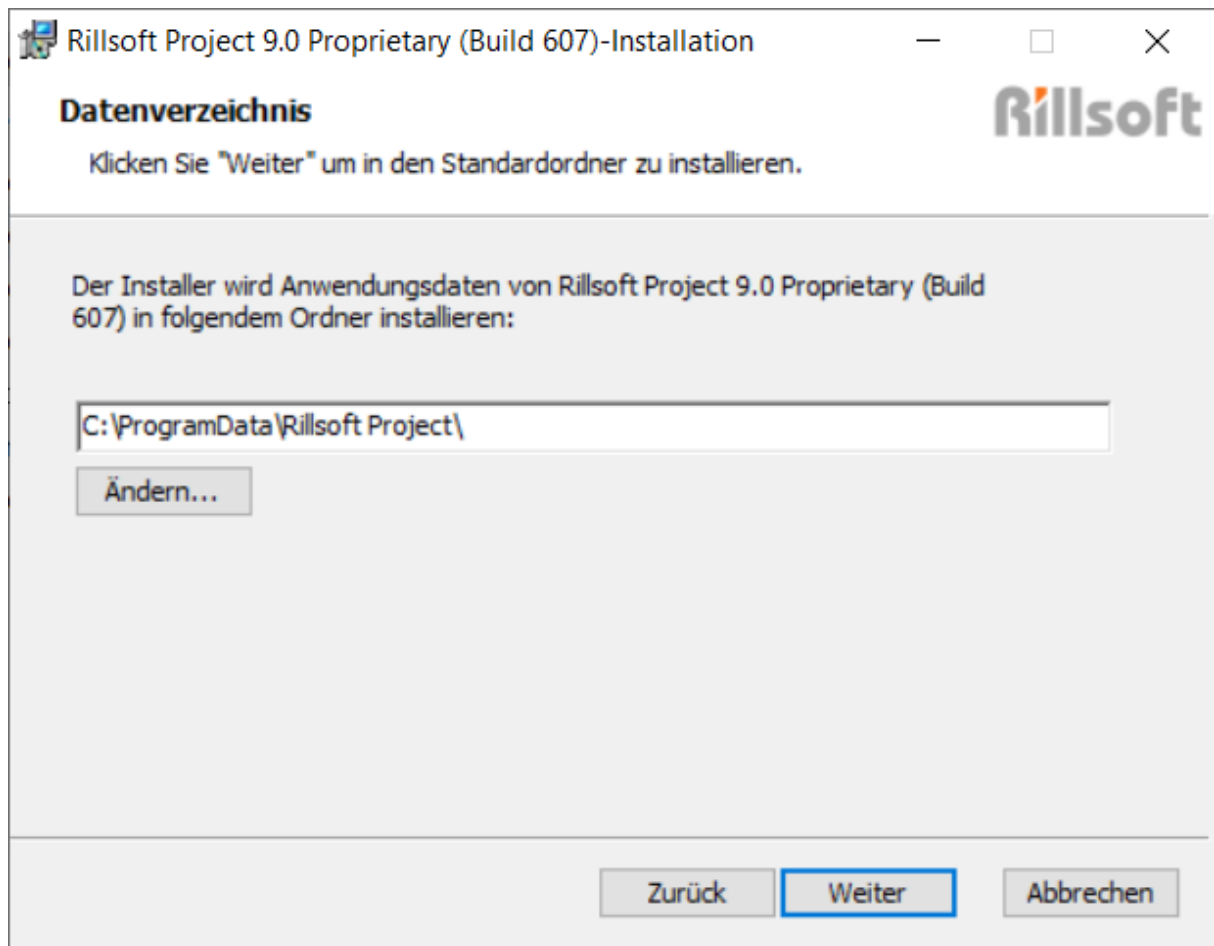 Rillsoft Project 9.0 Proprietary (Build 607)-Installation
Datenverzeichnis
Rillsoft
Klicken Sie "Weiter" um in den Standardordner zu installieren.
Der Installer wird Anwendungsdaten von Rillsoft Project 9.0 Proprietary (Build
607) in folgendem Ordner installieren:
C:\ProgramData\Rillsoft Project\
Ändern...
Zurück
Weiter
Abbrechen